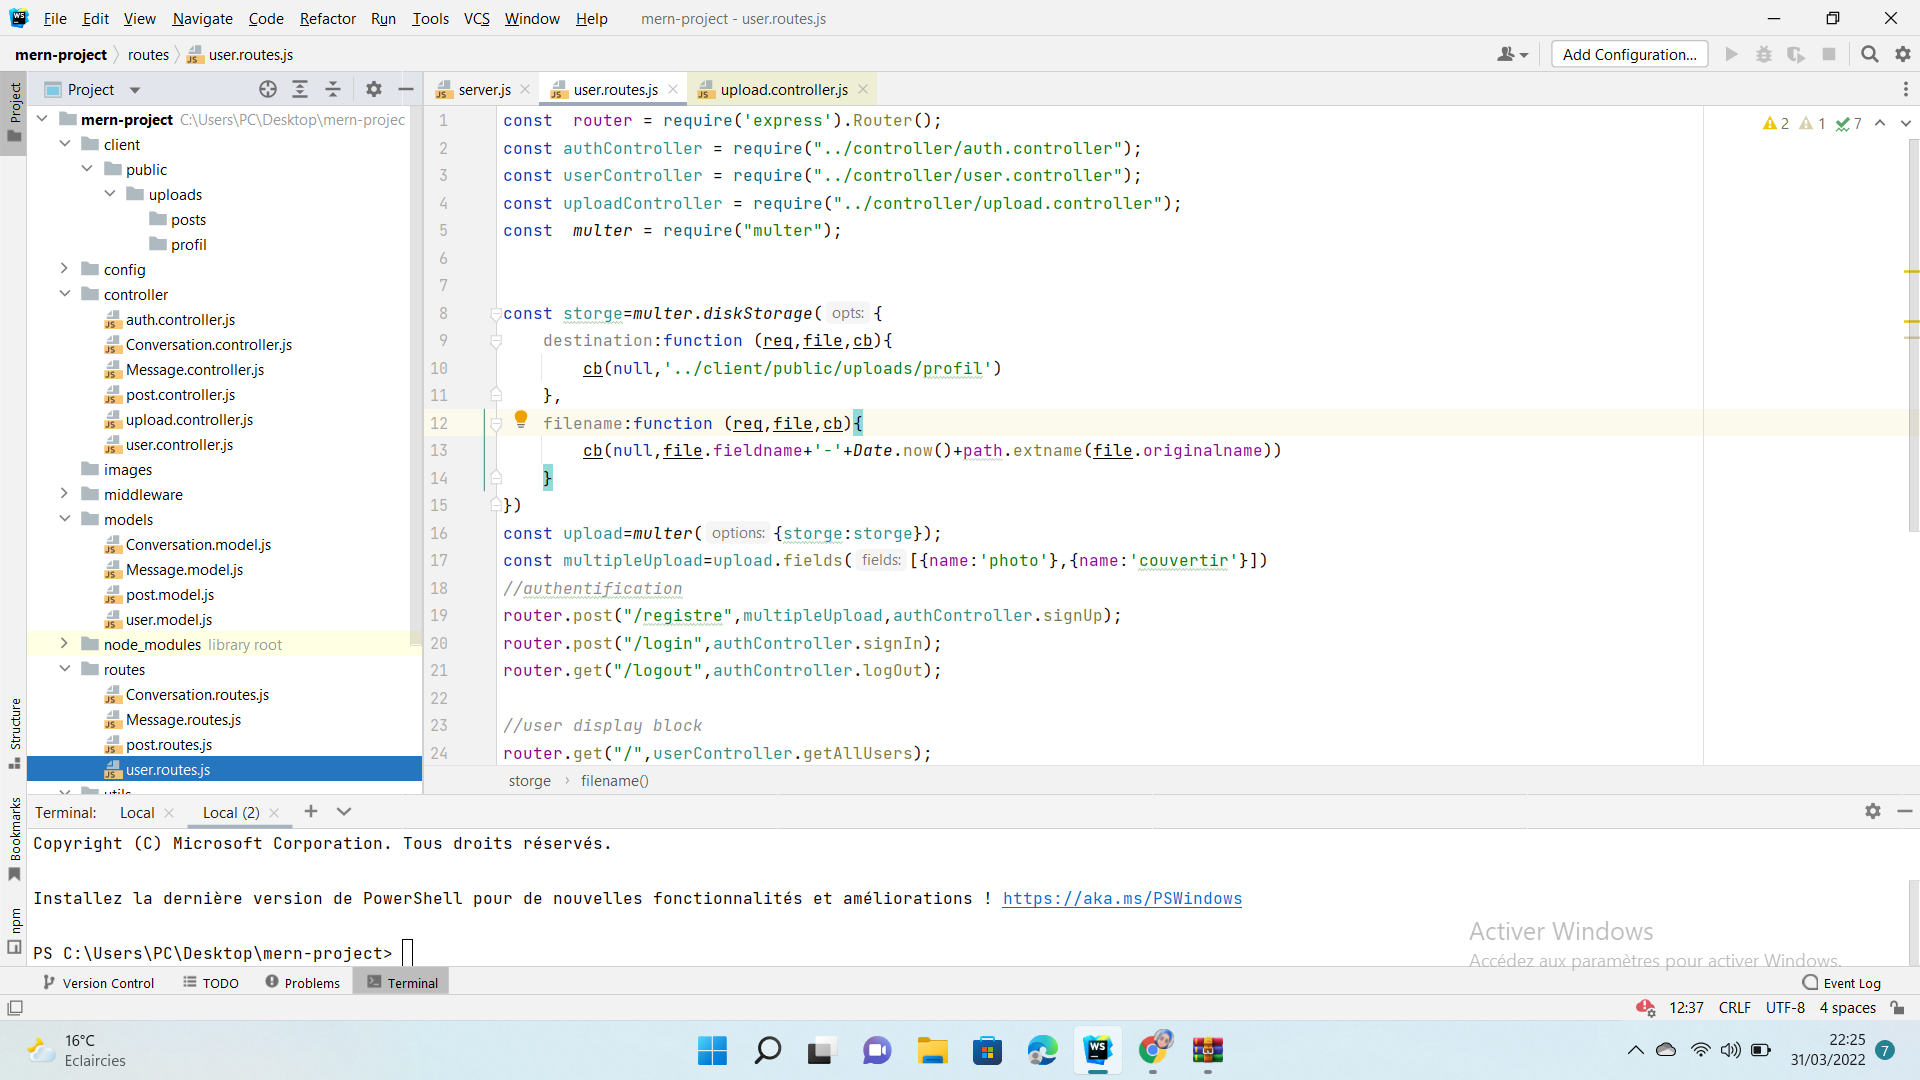 File Edit View Navigate Code Refactor Run Tools VCS Window Help mern-project - user.routes.js
mern-project routes user.routes.js Add Configuration...
Project
server.js user.routes.js upload.controller.js
mern-project C:\Users\PC\Desktop\mern-projec
client
public
uploads
posts
profil
config
controller
auth.controller.js
Conversation.controller.js
Message.controller.js
post.controller.js
upload.controller.js
user.controller.js
images
middleware
models
Conversation.model.js
Message.model.js
post.model.js
user.model.js
node_modules library root
routes
Conversation.routes.js
Message.routes.js
post.routes.js
user.routes.js
utils
Project
Structure
Bookmarks
npm
2 1 7
1 const  router = require('express').Router();
2 const authController = require("../controller/auth.controller");
3 const userController = require("../controller/user.controller");
4 const uploadController = require("../controller/upload.controller");
5 const  multer = require("multer");
6
7
8 const storge=multer.diskStorage( opts: {
9     destination:function (req,file,cb){
10         cb(null,'../client/public/uploads/profil')
11     },
12     filename:function (req,file,cb){
13         cb(null,file.fieldname+'-'+Date.now()+path.extname(file.originalname))
14     }
15 })
16 const upload=multer( options: {storge:storge});
17 const multipleUpload=upload.fields( fields: [{name:'photo'},{name:'couvertir'}])
18 //authentification
19 router.post("/registre",multipleUpload,authController.signUp);
20 router.post("/login",authController.signIn);
21 router.get("/logout",authController.logOut);
22
23 //user display block
24 router.get("/",userController.getAllUsers);
storge filename()
Terminal: Local Local (2)
Copyright (C) Microsoft Corporation. Tous droits réservés.
Installez la dernière version de PowerShell pour de nouvelles fonctionnalités et améliorations ! https://aka.ms/PSWindows
PS C:\Users\PC\Desktop\mern-project>
Activer Windows
Accédez aux paramètres pour activer Windows.
Version Control TODO Problems Terminal Event Log
12:37 CRLF UTF-8 4 spaces
16°C
Eclaircies
22:25
31/03/2022
7